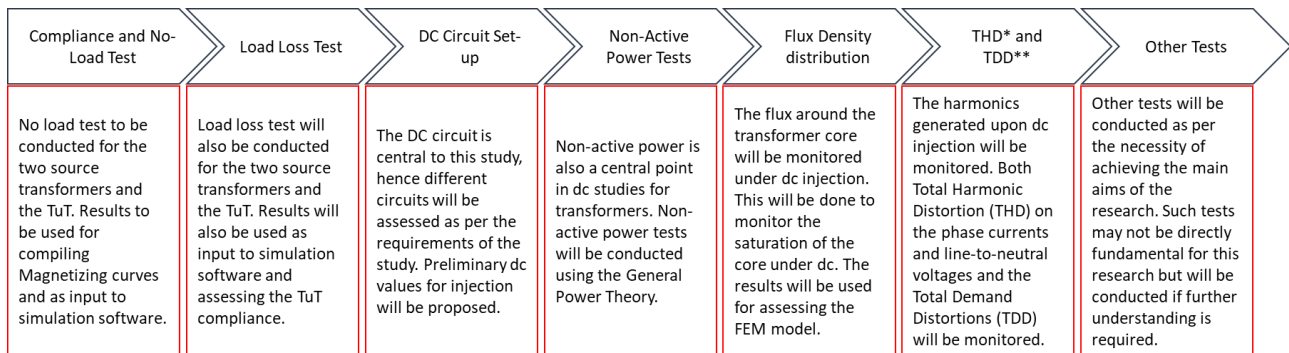 Compliance and No-
Load Test
Load Loss Test
DC Circuit Set-
up
Non-Active
Power Tests
Flux Density
distribution
THD* and
TDD**
Other Tests
No load test to be
conducted for the
two source
transformers and
the TuT. Results to
be used for
compiling
Magnetizing curves
and as input to
simulation software.
Load loss test will
also be conducted
for the two source
transformers and
the TuT. Results will
also be used as
input to simulation
software and
assessing the TuT
compliance.
The DC circuit is
central to this study,
hence different
circuits will be
assessed as per the
requirements of the
study. Preliminary dc
values for injection
will be proposed.
Non-active power is
also a central point
in dc studies for
transformers. Non-
active power tests
will be conducted
using the General
Power Theory.
The flux around the
transformer core
will be monitored
under dc injection.
This will be done to
monitor the
saturation of the
core under dc. The
results will be used
for assessing the
FEM model.
The harmonics
generated upon dc
injection will be
monitored. Both
Total Harmonic
Distortion (THD) on
the phase currents
and line-to-neutral
voltages and the
Total Demand
Distortions (TDD)
will be monitored.
Other tests will be
conducted as per
the necessity of
achieving the main
aims of the
research. Such tests
may not be directly
fundamental for this
research but will be
conducted if further
understanding is
required.